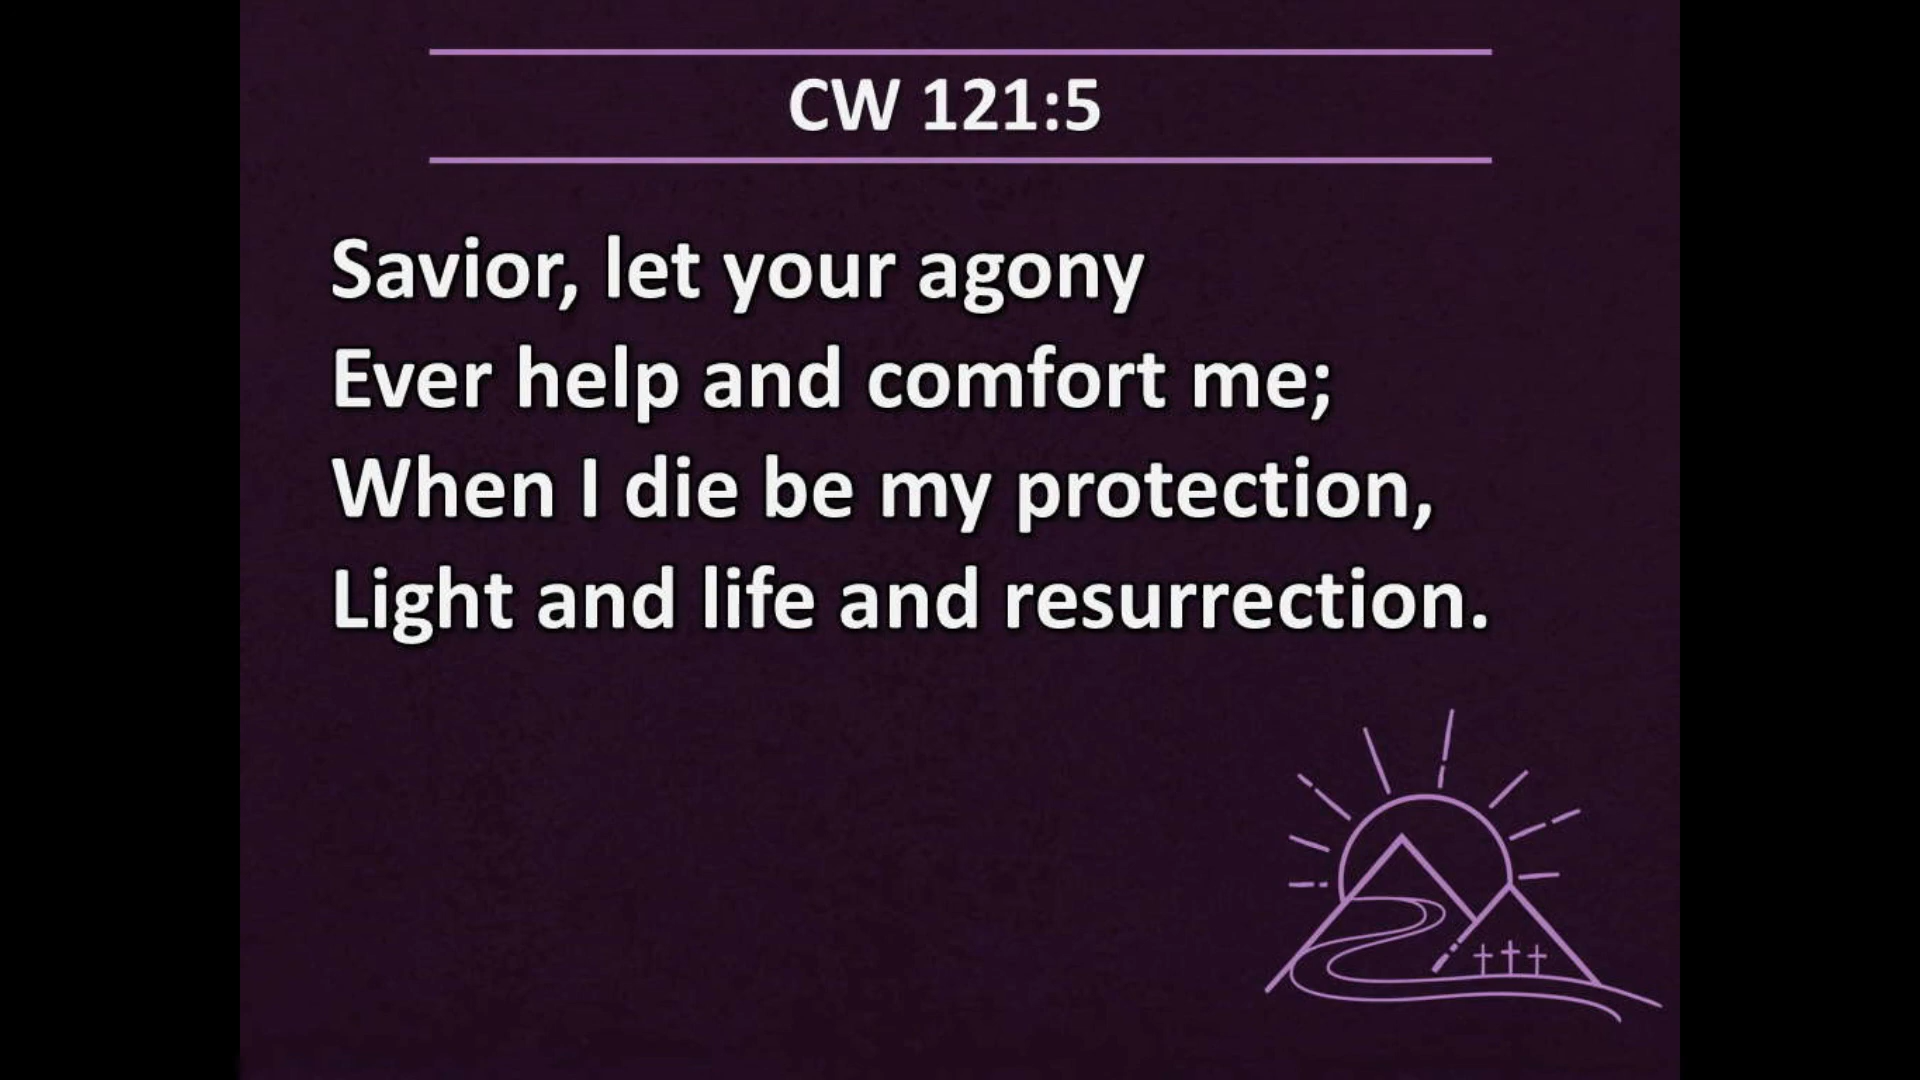 CW 121:5
Savior, let your agony
Ever help and comfort me;
When I die be my protection,
Light and life and resurrection.